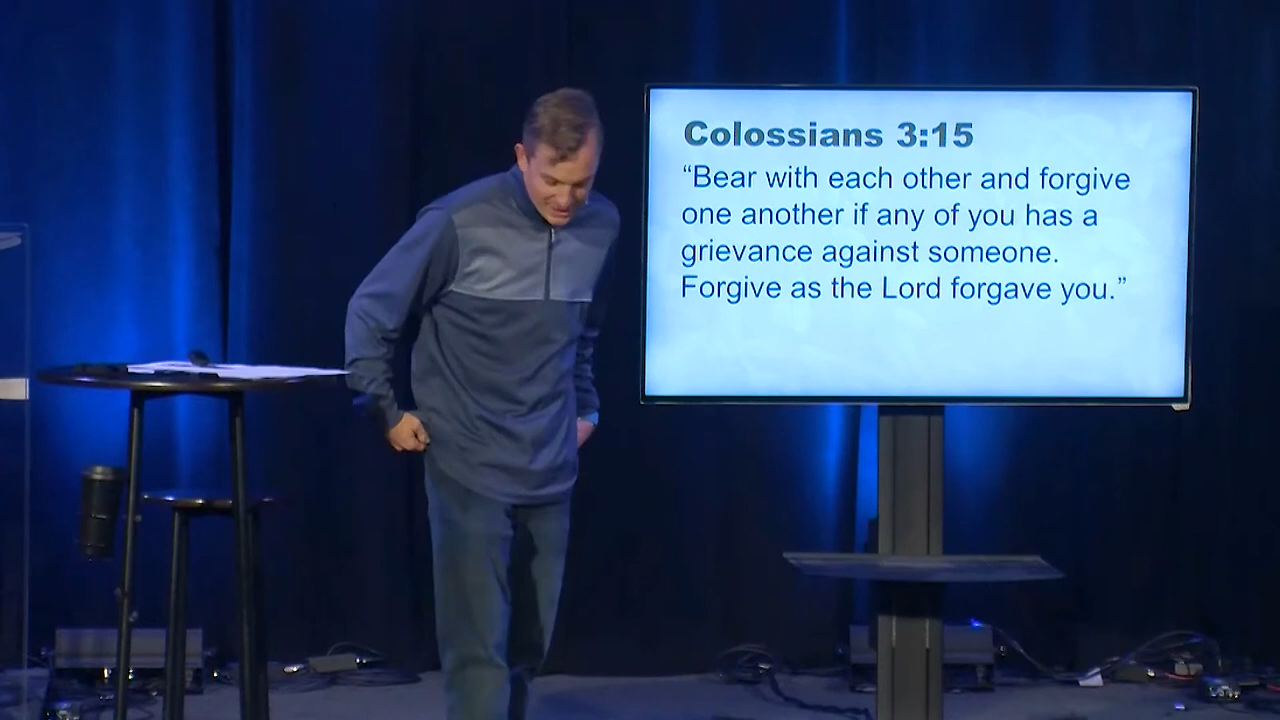 Colossians 3:15
“Bear with each other and forgive
one another if any of you has a
grievance against someone.
Forgive as the Lord forgave you.”